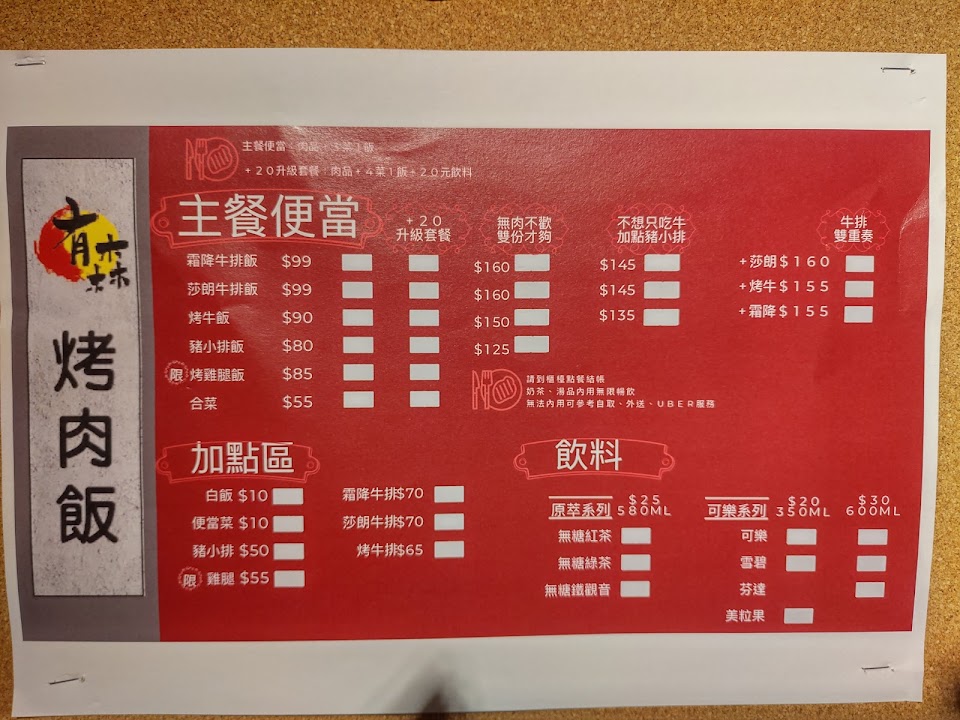 有森
烤肉飯
主餐便當：肉品+3菜1飯
+20升級套餐：肉品+4菜1飯+20元飲料
主餐便當
+20
升級套餐
無肉不歡
雙份才夠
不想只吃牛
加點豬小排
牛排
雙重奏
霜降牛排飯 $99 $160 $145 +莎朗$160
莎朗牛排飯 $99 $160 $145 +烤牛$155
烤牛飯 $90 $150 $135 +霜降$155
豬小排飯 $80 $125
限 烤雞腿飯 $85
合菜 $55
請到櫃檯點餐結帳
奶茶、湯品內用無限暢飲
無法內用可參考自取、外送、UBER服務
加點區
白飯 $10 霜降牛排$70
便當菜 $10 莎朗牛排$70
豬小排 $50 烤牛排$65
限 雞腿 $55
飲料
原萃系列 $25 580ML
無糖紅茶
無糖綠茶
無糖鐵觀音
可樂系列 $20 350ML $30 600ML
可樂
雪碧
芬達
美粒果